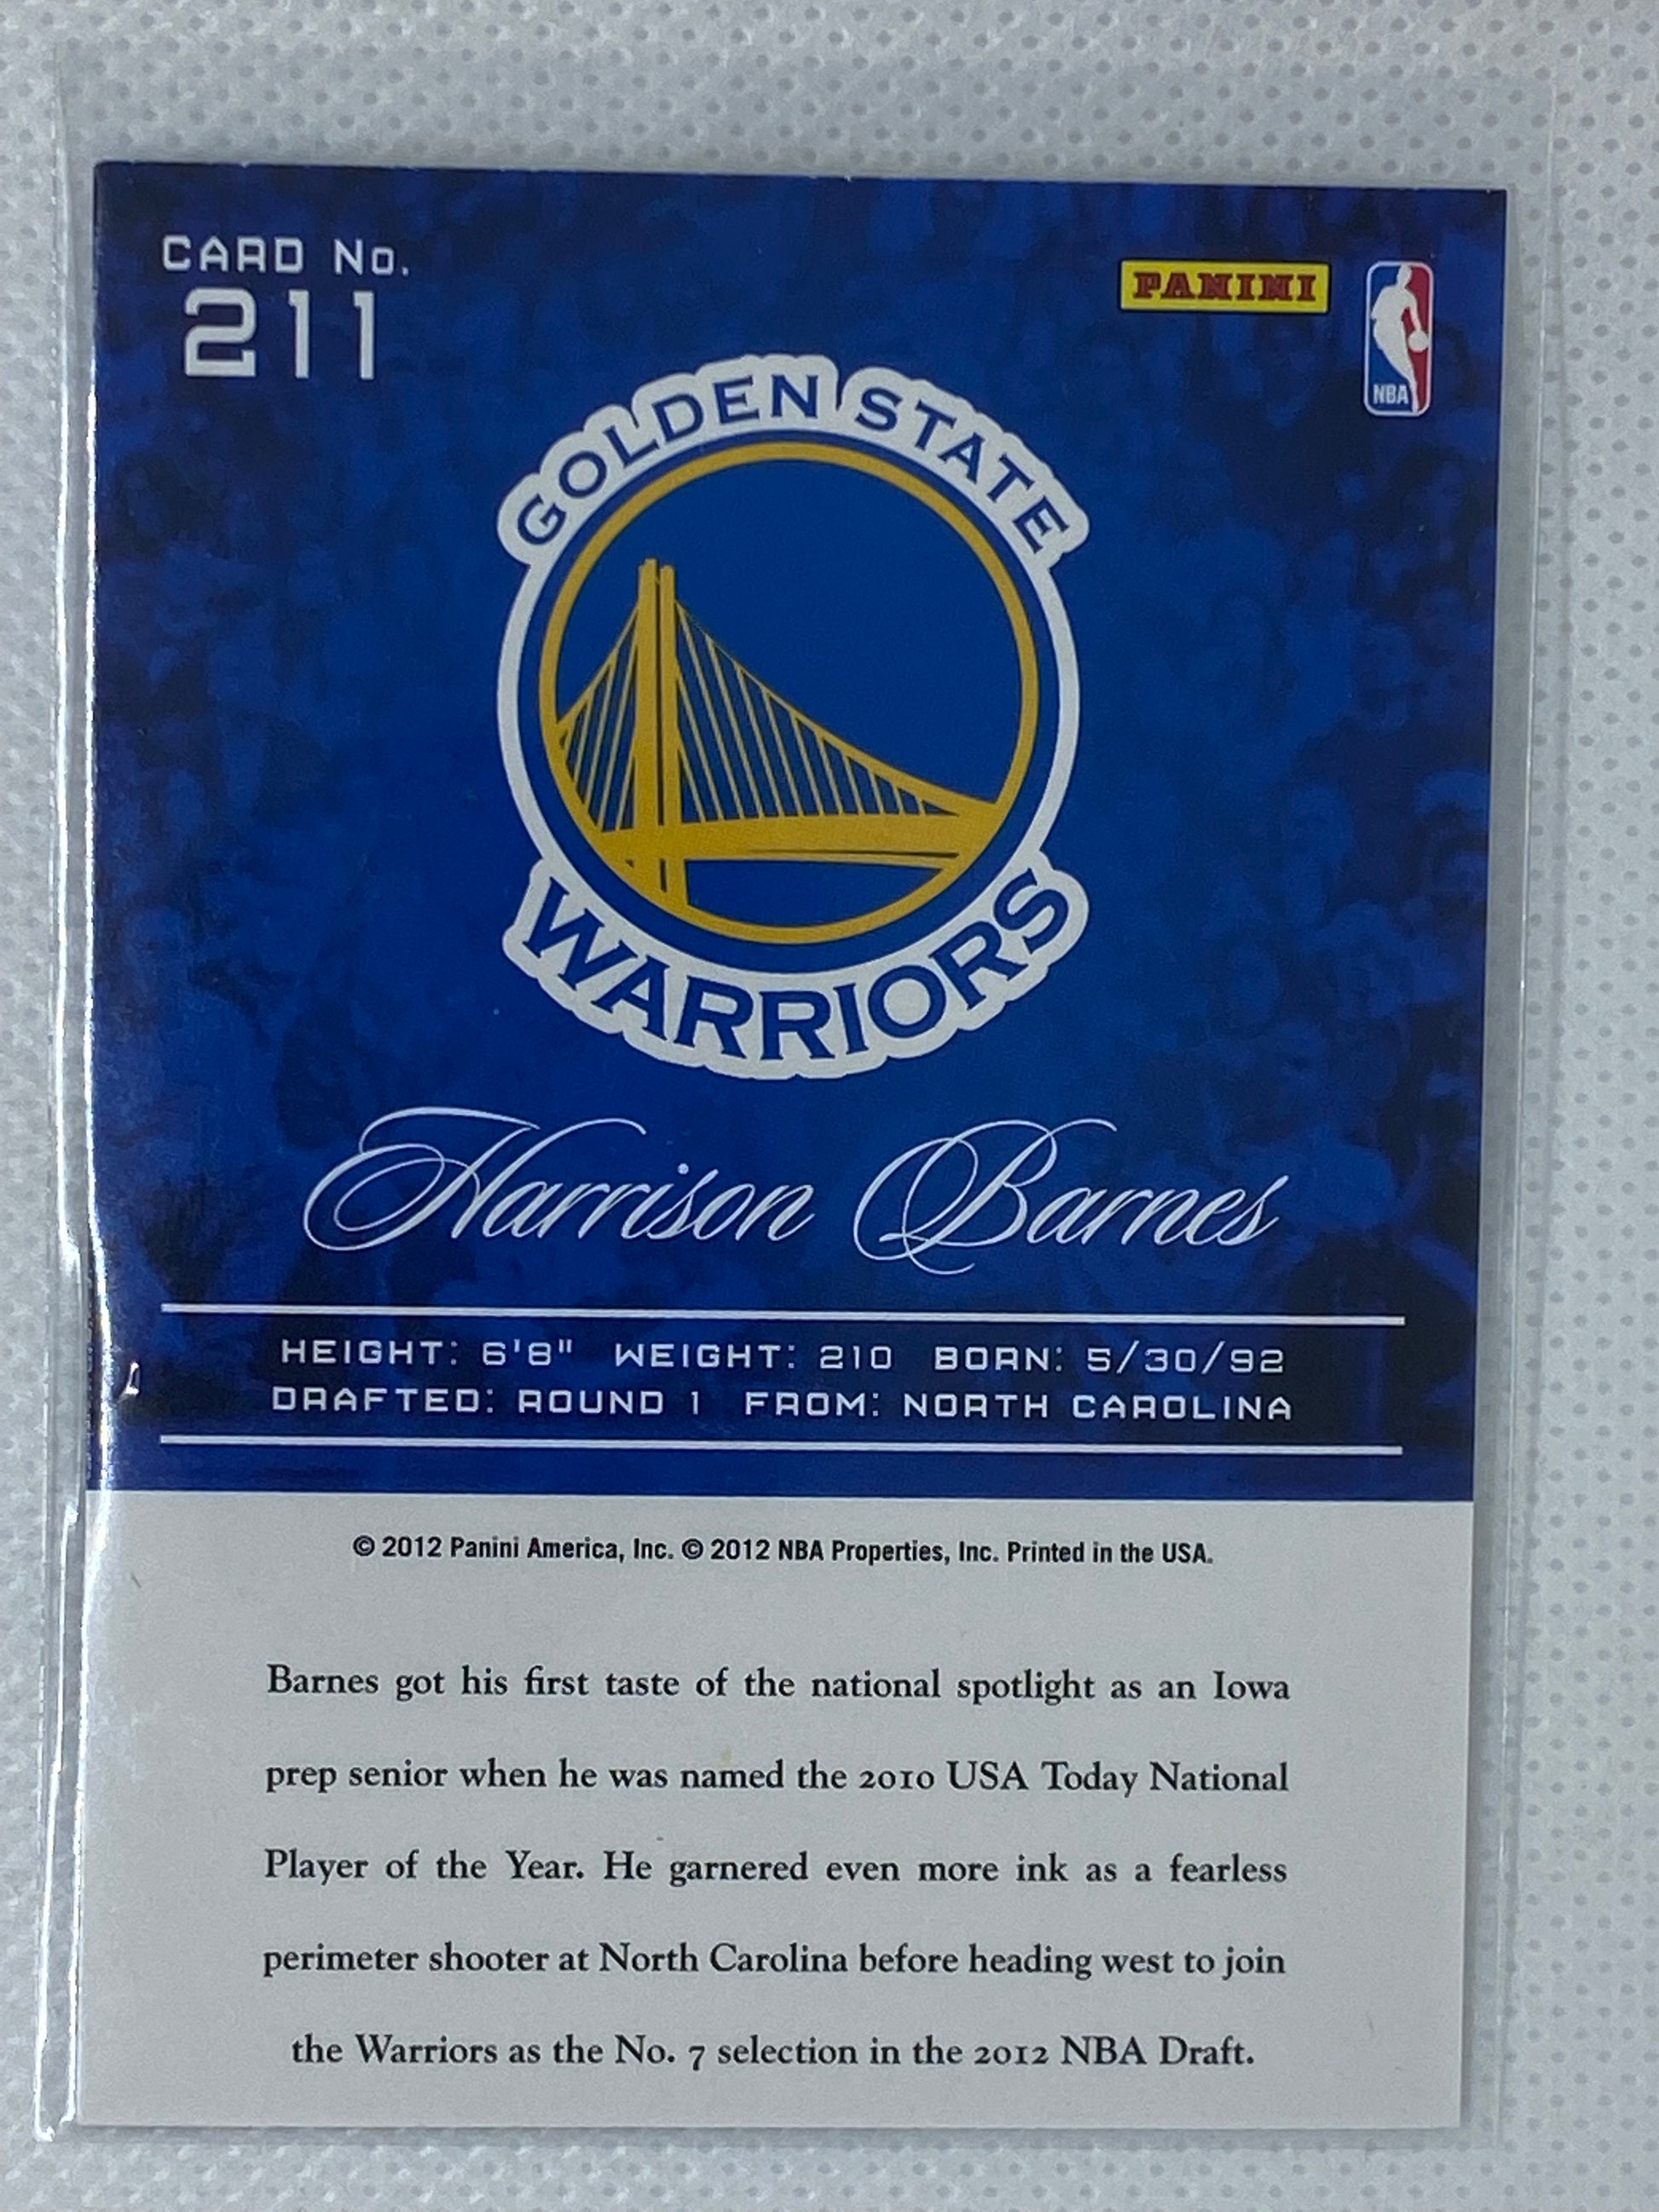 CARD No.
211
PANINI
NBA
GOLDEN STATE
WARRIORS
Harrison Barnes
HEIGHT: 6'8" WEIGHT: 210 BORN: 5/30/92
DRAFTED: ROUND 1 FROM: NORTH CAROLINA
© 2012 Panini America, Inc. © 2012 NBA Properties, Inc. Printed in the USA.
Barnes got his first taste of the national spotlight as an Iowa
prep senior when he was named the 2010 USA Today National
Player of the Year. He garnered even more ink as a fearless
perimeter shooter at North Carolina before heading west to join
the Warriors as the No. 7 selection in the 2012 NBA Draft.